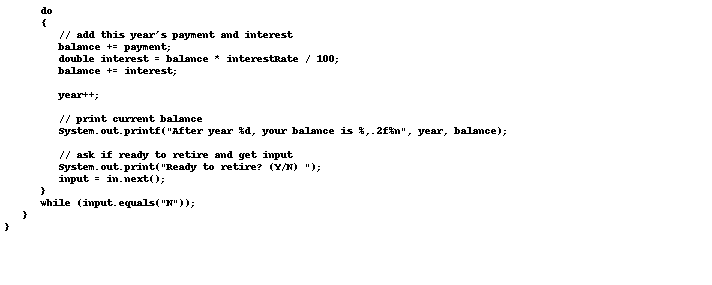 do
{
// add this year's payment and interest
balance += payment;
double interest = balance * interestRate / 100;
balance += interest;
year++;
// print current balance
System.out.printf("After year %d, your balance is %,.2f%n", year, balance);
// ask if ready to retire and get input
System.out.print("Ready to retire? (Y/N) ");
input = in.next();
}
while (input.equals("N"));
}
}